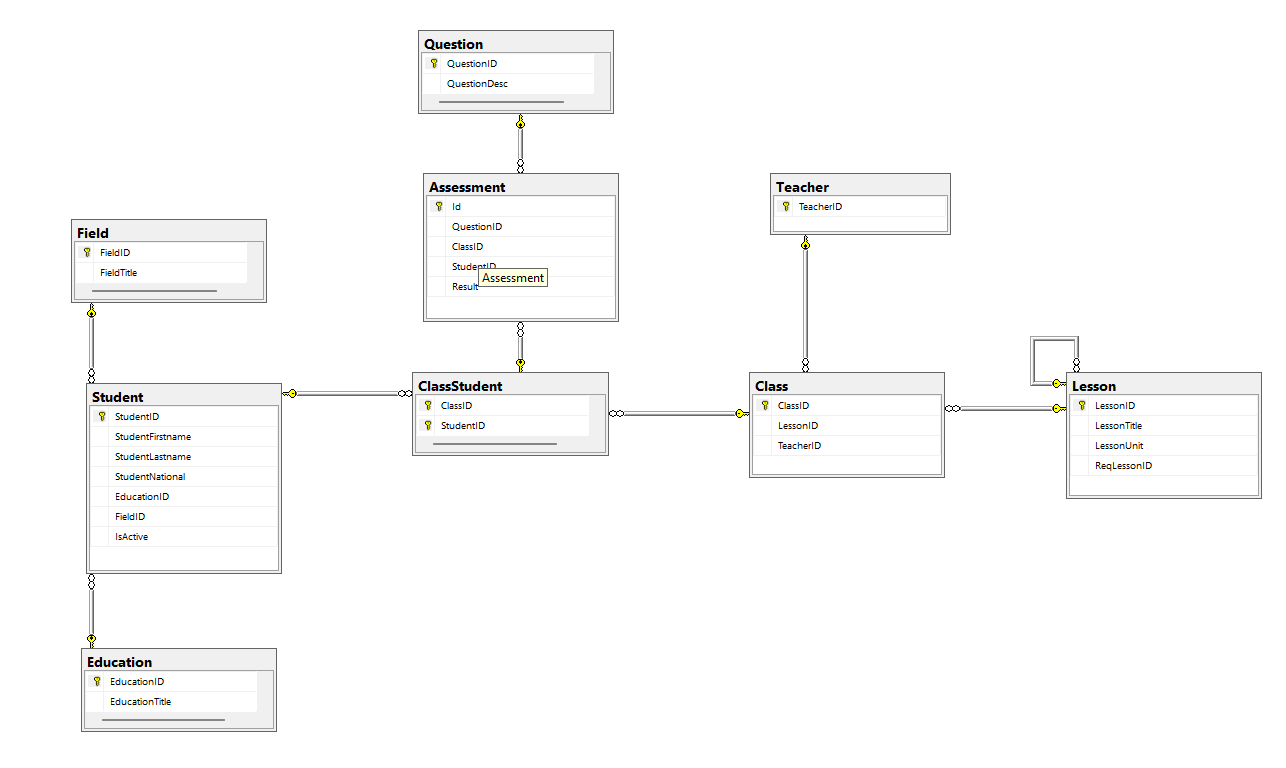 Question
QuestionID
QuestionDesc
Assessment
Id
QuestionID
ClassID
StudentID
Result
Assessment
Teacher
TeacherID
Field
FieldID
FieldTitle
Student
StudentID
StudentFirstname
StudentLastname
StudentNational
EducationID
FieldID
IsActive
ClassStudent
ClassID
StudentID
Class
ClassID
LessonID
TeacherID
Lesson
LessonID
LessonTitle
LessonUnit
ReqLessonID
Education
EducationID
EducationTitle